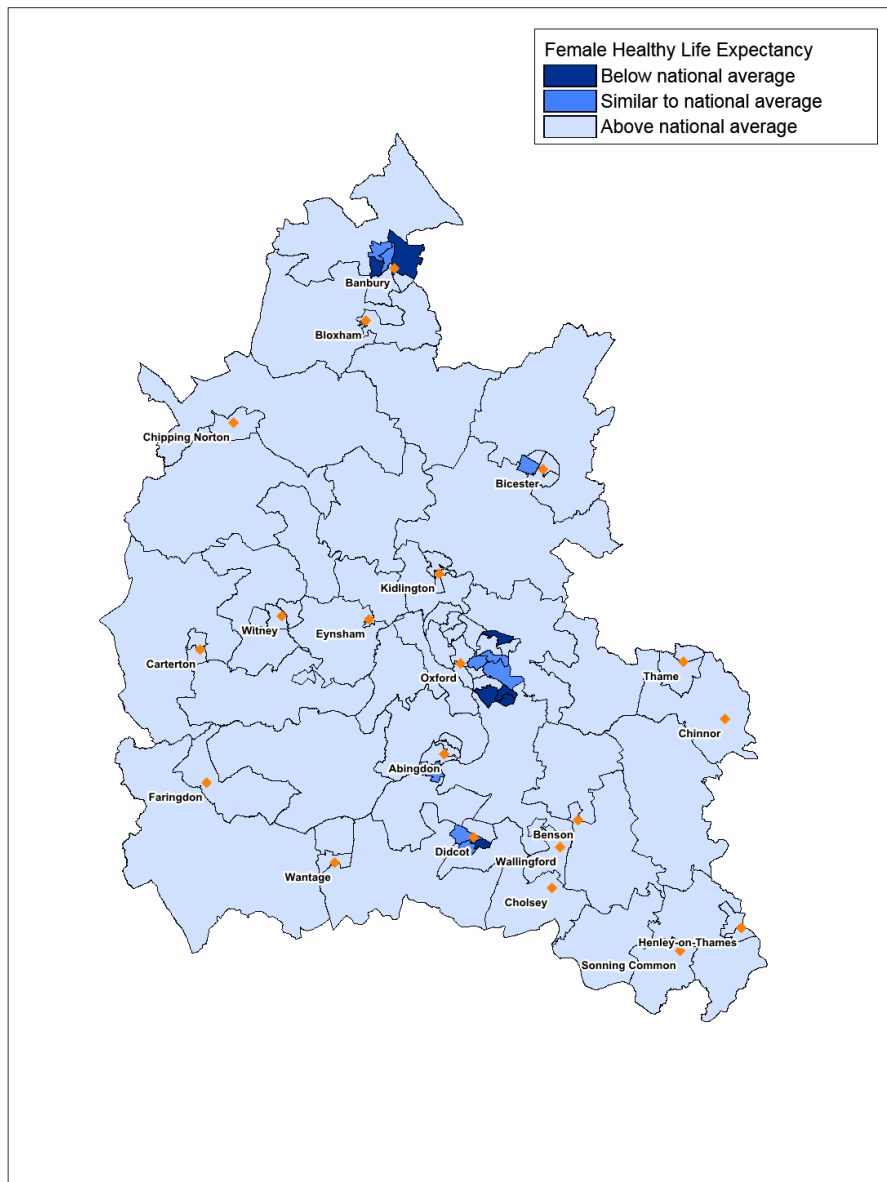 Female Healthy Life Expectancy
Below national average
Similar to national average
Above national average
Banbury
Bloxham
Chipping Norton
Bicester
Kidlington
Witney
Eynsham
Carterton
Oxford
Thame
Chinnor
Abingdon
Faringdon
Benson
Didcot
Wallingford
Wantage
Cholsey
Henley-on-Thames
Sonning Common